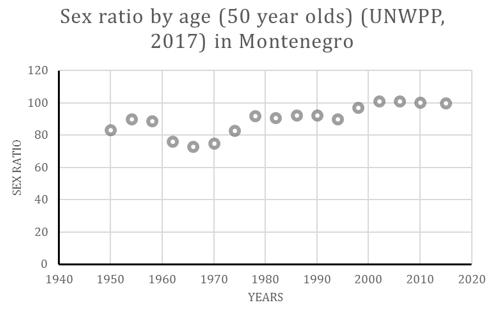 Sex ratio by age (50 year olds) (UNWPP,
2017) in Montenegro
120
100
80
60
40
20
0
SEX RATIO
1940 1950 1960 1970 1980 1990 2000 2010 2020
YEARS